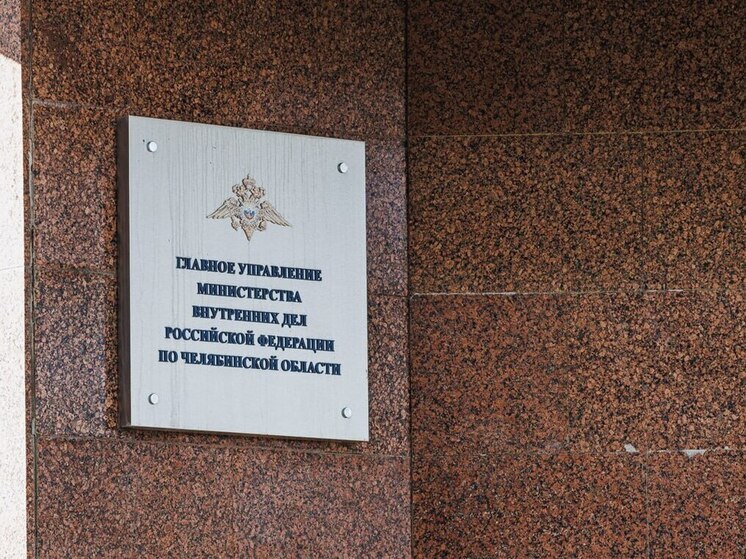 ГЛАВНОЕ УПРАВЛЕНИЕ
МИНИСТЕРСТВА
ВНУТРЕННИХ ДЕЛ
РОССИЙСКОЙ ФЕДЕРАЦИИ
ПО ЧЕЛЯБИНСКОЙ ОБЛАСТИ